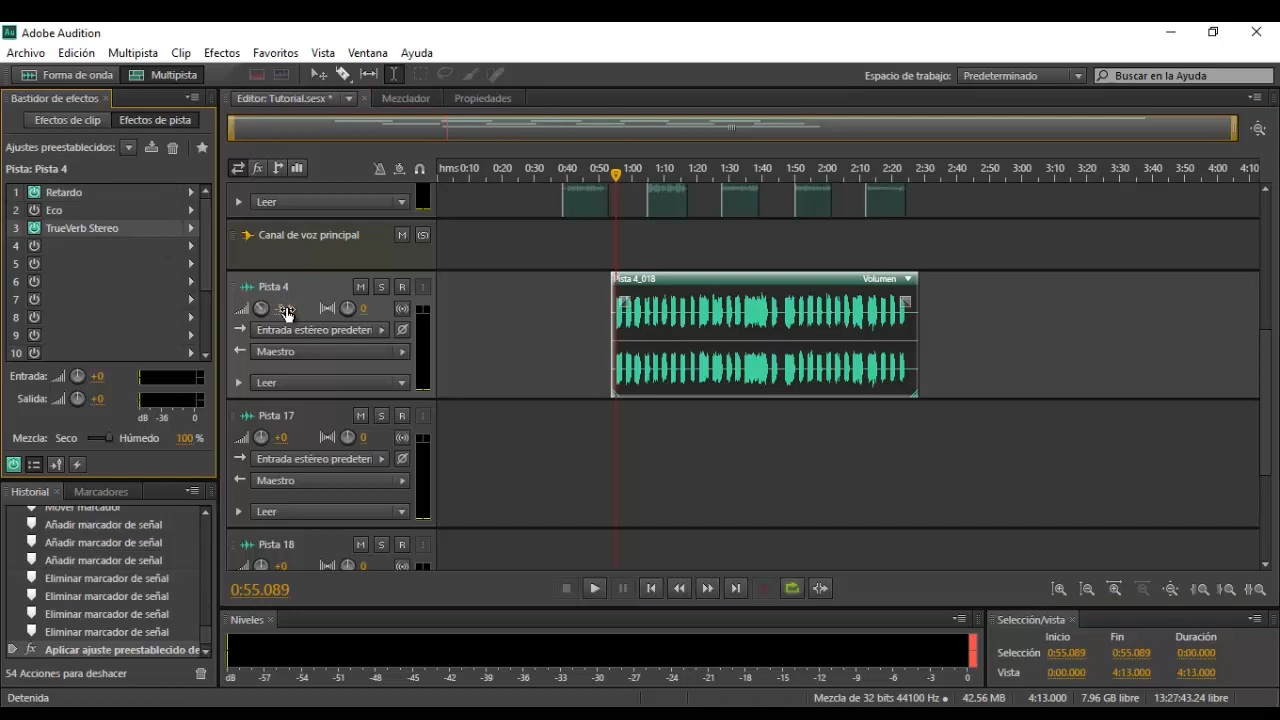 Adobe Audition
Archivo Edición Multipista Clip Efectos Favoritos Vista Ventana Ayuda
Forma de onda Multipista Espacio de trabajo: Predeterminado Buscar en la Ayuda
Bastidor de efectos Editor: Tutorial.sesx * Mezclador Propiedades
Efectos de clip Efectos de pista
Ajustes preestablecidos:
Pista: Pista 4
1 Retardo
2 Eco
3 TrueVerb Stereo
4
5
6
7
8
9
10
Entrada: +0
Salida: +0
dB -36 0
Mezcla: Seco Húmedo 100 %
hms 0:10 0:20 0:30 0:40 0:50 1:00 1:10 1:20 1:30 1:40 1:50 2:00 2:10 2:20 2:30 2:40 2:50 3:00 3:10 3:20 3:30 3:40 3:50 4:00 4:10
Leer
Canal de voz principal M (S)
Pista 4 M S R I
0
Entrada estéreo predeter
Maestro
Leer
Pista 4_018 Volumen
Pista 17 M S R I
+0 0
Entrada estéreo predeter
Maestro
Leer
Pista 18 M S R I
+0 0
0:55.089
Historial Marcadores
Mover marcador
Añadir marcador de señal
Añadir marcador de señal
Añadir marcador de señal
Eliminar marcador de señal
Eliminar marcador de señal
Eliminar marcador de señal
Eliminar marcador de señal
Aplicar ajuste preestablecido de
54 Acciones para deshacer
Niveles
dB -57 -54 -51 -48 -45 -42 -39 -36 -33 -30 -27 -24 -21 -18 -15 -12 -9 -6 -3 0
Selección/vista
Inicio Fin Duración
Selección 0:55.089 0:55.089 0:00.000
Vista 0:00.000 4:13.000 4:13.000
Detenida Mezcla de 32 bits 44100 Hz 42.56 MB 4:13.000 7.96 GB libre 13:27:43.24 libre